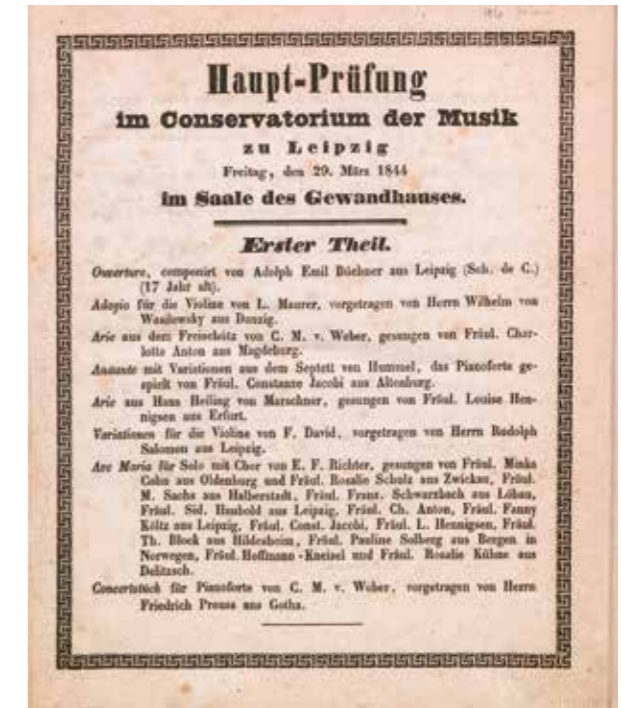 Haupt-Prüfung
im Conservatorium der Musik
zu Leipzig
Freitag, den 29. März 1844
im Saale des Gewandhauses.
Erster Theil.
Ouverture, componirt von Adolph Emil Büchner aus Leipzig (Sch. de C.)
(17 Jahr alt).
Adagio für die Violine von L. Maurer, vorgetragen von Herrn Wilhelm von
Wasilewsky aus Danzig.
Arie aus dem Freischütz von C. M. v. Weber, gesungen von Fräul. Char-
lotte Anton aus Magdeburg.
Andante mit Variationen aus dem Septett von Hummel, das Pianoforte ge-
spielt von Fräul. Constanze Jacobi aus Altenburg.
Arie aus Hans Heiling von Marschner, gesungen von Fräul. Louise Hen-
nigsen aus Erfurt.
Variationen für die Violine von F. David, vorgetragen von Herrn Rudolph
Salomon aus Leipzig.
Ave Maria für Solo mit Chor von E. F. Richter, gesungen von Fräul. Minka
Cohn aus Oldenburg und Fräul. Rosalie Schulz aus Zwickau, Fräul.
M. Sachs aus Halberstadt, Fräul. Franz. Schwarzbach aus Löbau,
Fräul. Sid. Haubold aus Leipzig, Fräul. Ch. Anton, Fräul. Fanny
Költz aus Leipzig, Fräul. Const. Jacobi, Fräul. L. Hennigsen, Fräul.
Th. Block aus Hildesheim, Fräul. Pauline Solberg aus Bergen in
Norwegen, Fräul. Hoffmann-Kneisel und Fräul. Rosalie Kühne aus
Delitzsch.
Concertstück für Pianoforte von C. M. v. Weber, vorgetragen von Herrn
Friedrich Preuss aus Gotha.